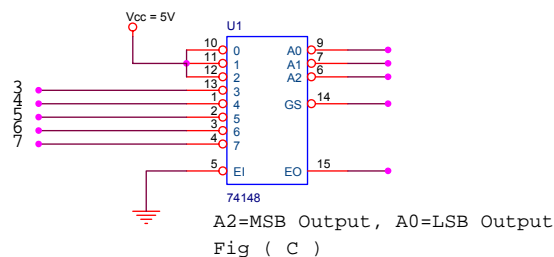 Vcc = 5V
U1
10 0 A0 9
11 1 A1 7
12 2 A2 6
3 13 3
4 1 4 GS 14
5 2 5
6 3 6
7 4 7
5 EI EO 15
74148
A2=MSB Output, A0=LSB Output
Fig ( C )